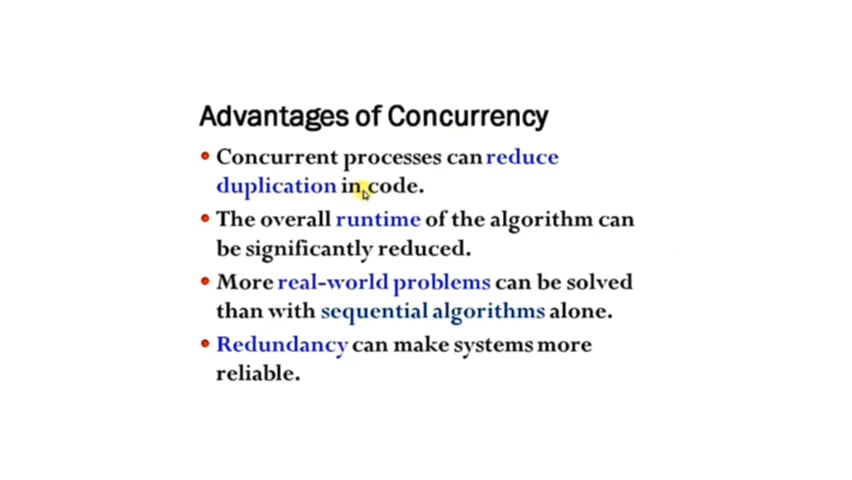 Advantages of Concurrency
• Concurrent processes can reduce
duplication in code.
• The overall runtime of the algorithm can
be significantly reduced.
• More real-world problems can be solved
than with sequential algorithms alone.
• Redundancy can make systems more
reliable.